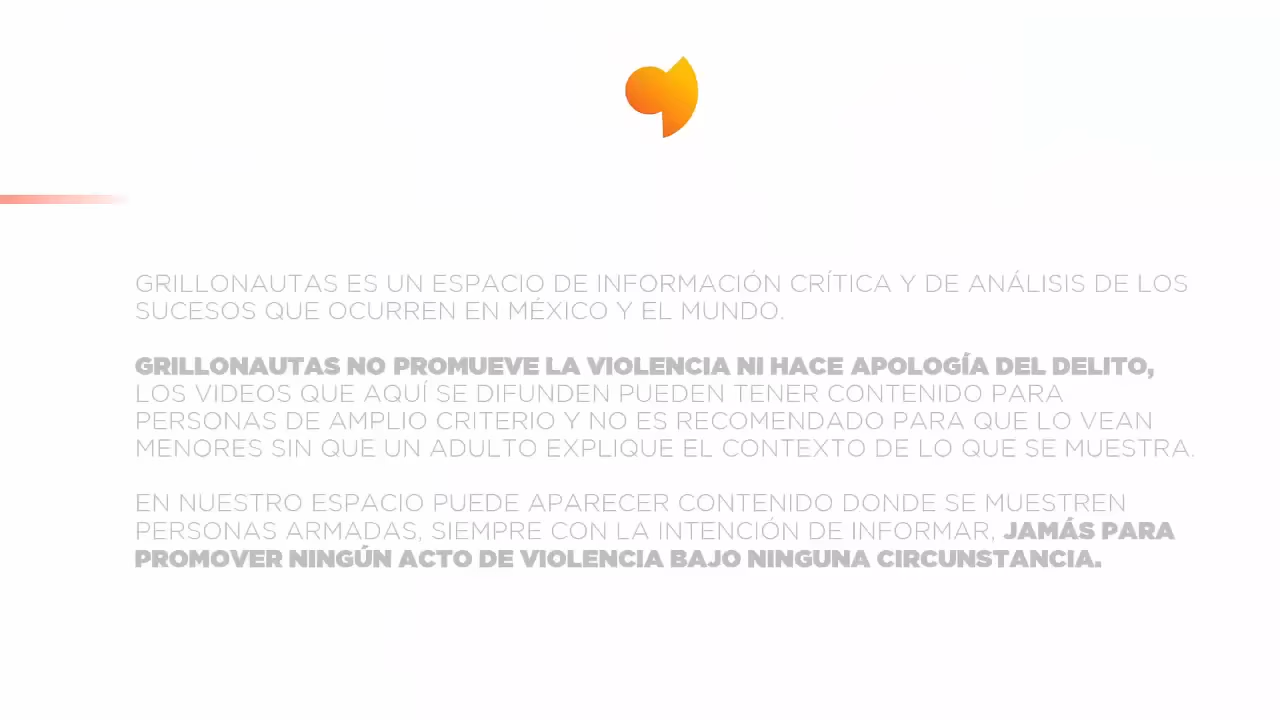 GRILLONAUTAS ES UN ESPACIO DE INFORMACIÓN CRÍTICA Y DE ANÁLISIS DE LOS
SUCESOS QUE OCURREN EN MÉXICO Y EL MUNDO.
GRILLONAUTAS NO PROMUEVE LA VIOLENCIA NI HACE APOLOGÍA DEL DELITO,
LOS VIDEOS QUE AQUÍ SE DIFUNDEN PUEDEN TENER CONTENIDO PARA
PERSONAS DE AMPLIO CRITERIO Y NO ES RECOMENDADO PARA QUE LO VEAN
MENORES SIN QUE UN ADULTO EXPLIQUE EL CONTEXTO DE LO QUE SE MUESTRA.
EN NUESTRO ESPACIO PUEDE APARECER CONTENIDO DONDE SE MUESTREN
PERSONAS ARMADAS, SIEMPRE CON LA INTENCIÓN DE INFORMAR, JAMÁS PARA
PROMOVER NINGÚN ACTO DE VIOLENCIA BAJO NINGUNA CIRCUNSTANCIA.